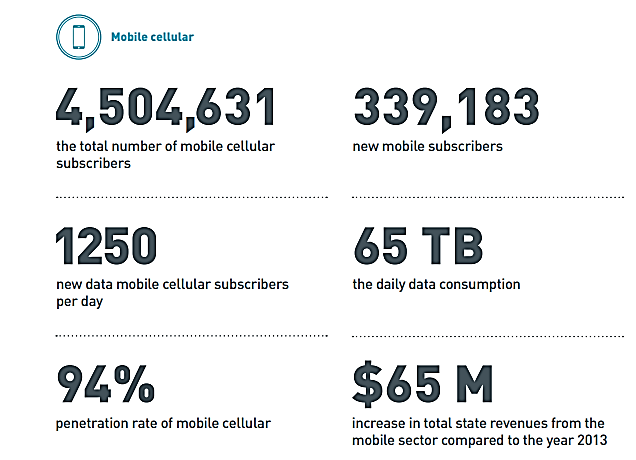 Mobile cellular
4,504,631
the total number of mobile cellular
subscribers
339,183
new mobile subscribers
1250
new data mobile cellular subscribers
per day
65 TB
the daily data consumption
94%
penetration rate of mobile cellular
$65 M
increase in total state revenues from the
mobile sector compared to the year 2013